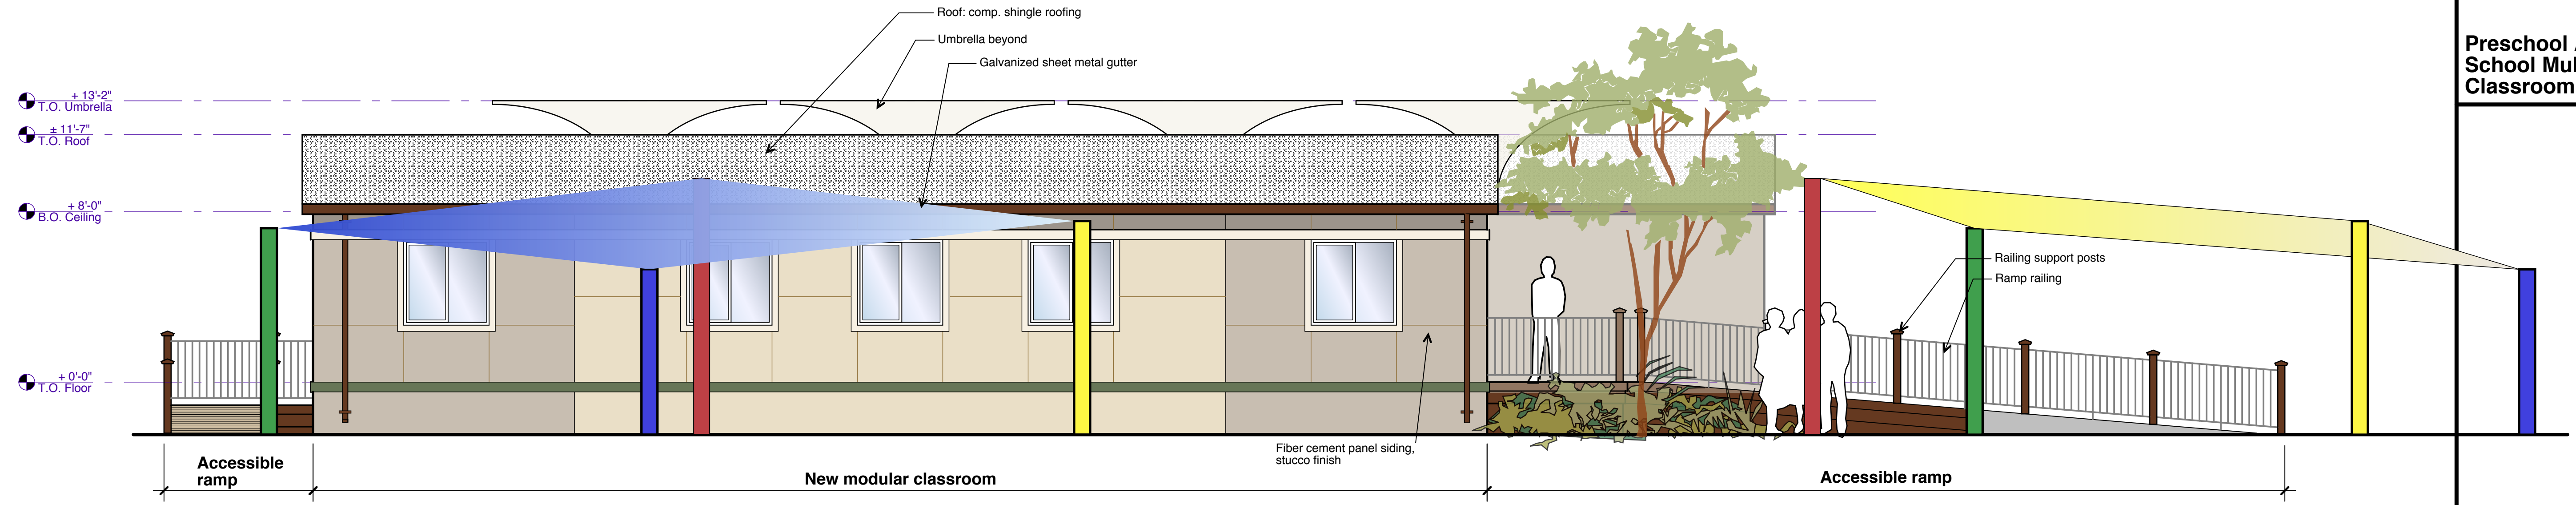 Roof: comp. shingle roofing
Umbrella beyond
Galvanized sheet metal gutter
Preschool
School Mul
Classroom
+ 13'-2"
T.O. Umbrella
± 11'-7"
T.O. Roof
+ 8'-0"
B.O. Ceiling
Railing support posts
Ramp railing
+ 0'-0"
T.O. Floor
Fiber cement panel siding,
stucco finish
Accessible
ramp
New modular classroom
Accessible ramp